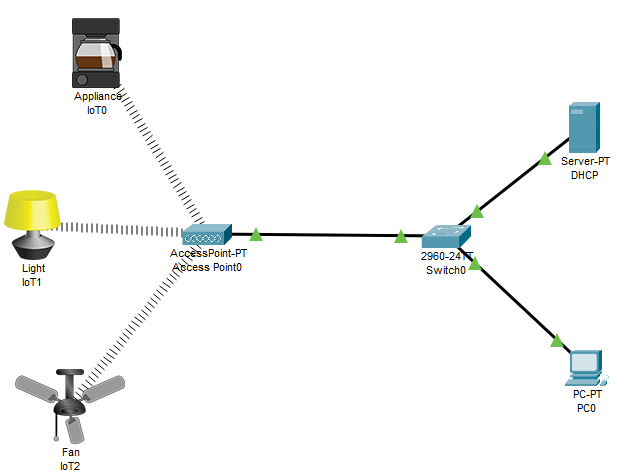 Appliance
IoT0
Server-PT
DHCP
Light
IoT1
AccessPoint-PT
Access Point0
2960-24TT
Switch0
PC-PT
PC0
Fan
IoT2